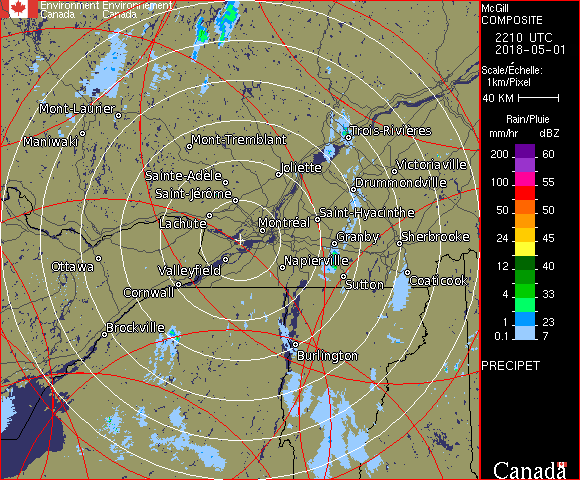 Environment Environnement
Canada Canada
McGill
COMPOSITE
2210 UTC
2018-05-01
Scale/Échelle:
1km/Pixel
40 KM
Rain/Pluie
mm/hr dBZ
200 60
150 57
100 55
50 50
24 45
12 40
4 33
1 23
0.1 7
PRECIPET
Canada
Mont-Laurier
Maniwaki
Mont-Tremblant
Trois-Rivières
Joliette
Victoriaville
Sainte-Adèle
Drummondville
Saint-Jérôme
Lachute
Montréal
Saint-Hyacinthe
Granby
Sherbrooke
Ottawa
Valleyfield
Napierville
Cornwall
Sutton
Coaticook
Brockville
Burlington